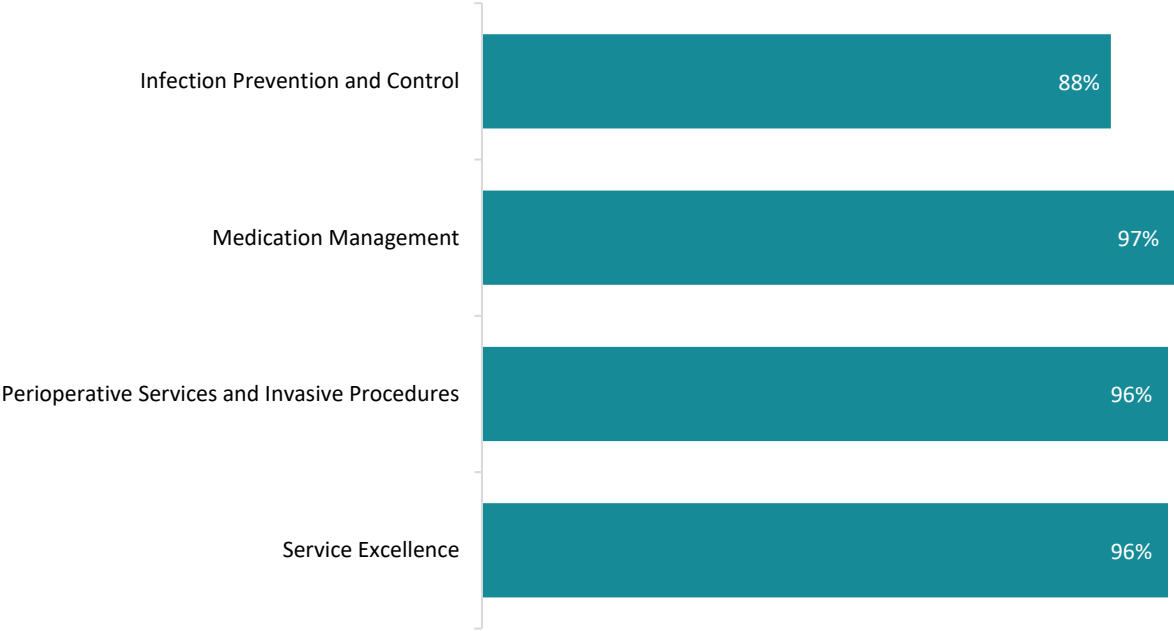 Infection Prevention and Control
88%
Medication Management
97%
Perioperative Services and Invasive Procedures
96%
Service Excellence
96%